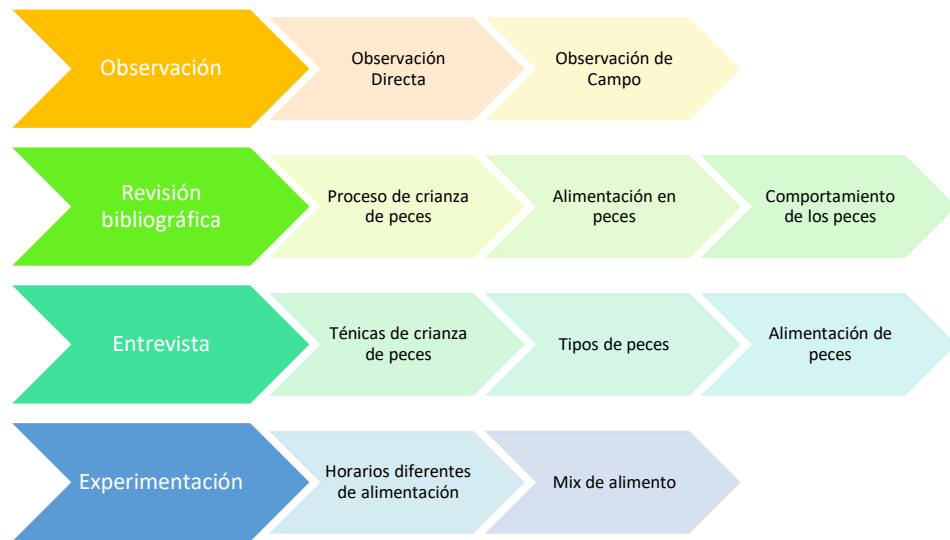 Observación
Observación
Directa
Observación de
Campo
Revisión
bibliográfica
Proceso de crianza
de peces
Alimentación en
peces
Comportamiento
de los peces
Entrevista
Ténicas de crianza
de peces
Tipos de peces
Alimentación de
peces
Experimentación
Horarios diferentes
de alimentación
Mix de alimento